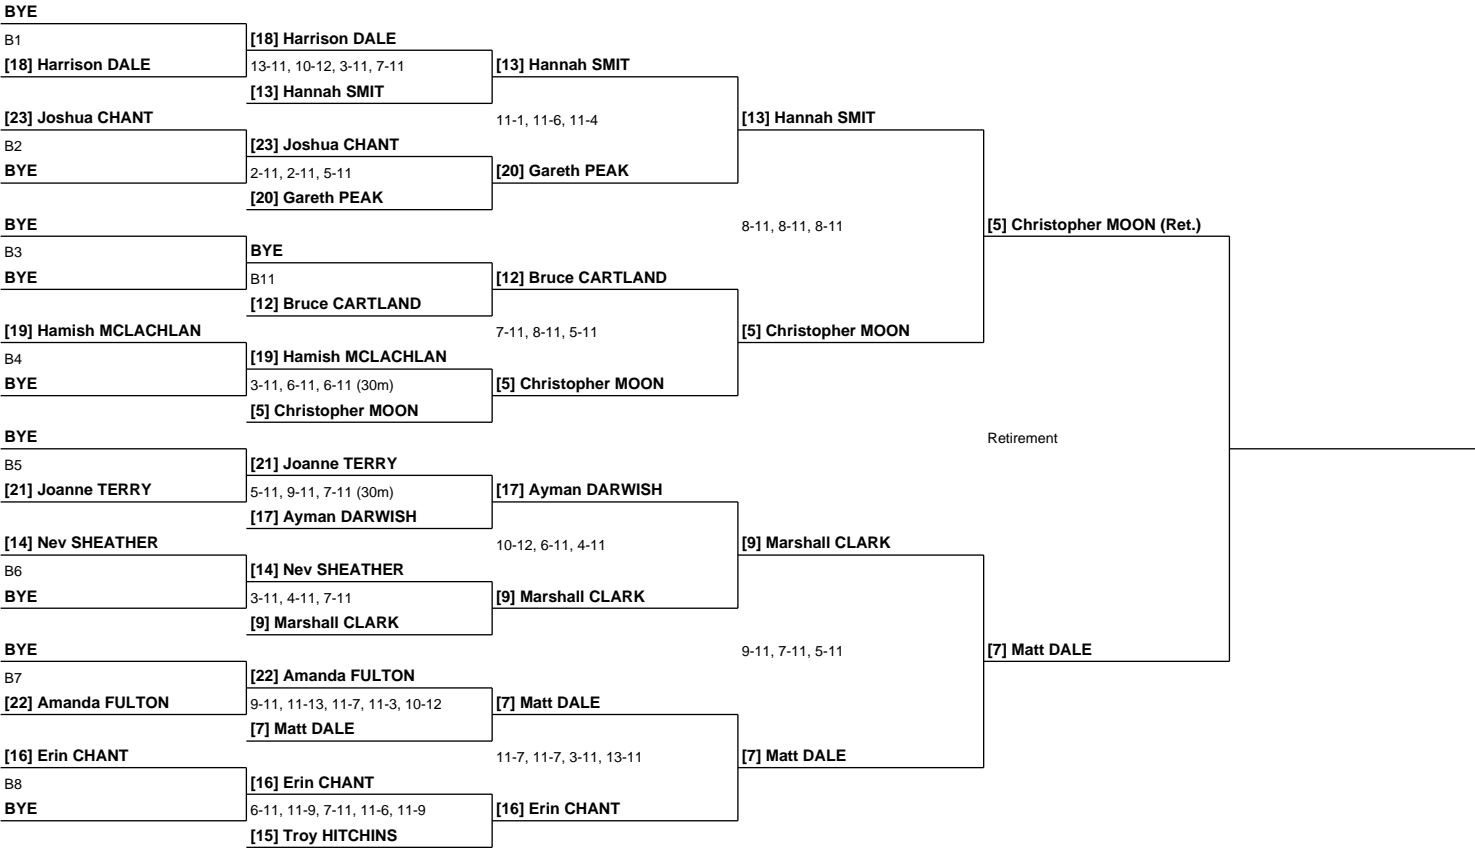 BYE
B1
[18] Harrison DALE
[23] Joshua CHANT
B2
BYE
BYE
B3
BYE
[19] Hamish MCLACHLAN
B4
BYE
BYE
B5
[21] Joanne TERRY
[14] Nev SHEATHER
B6
BYE
BYE
B7
[22] Amanda FULTON
[16] Erin CHANT
B8
BYE
[18] Harrison DALE
13-11, 10-12, 3-11, 7-11
[13] Hannah SMIT
[23] Joshua CHANT
2-11, 2-11, 5-11
[20] Gareth PEAK
BYE
B11
[12] Bruce CARTLAND
[19] Hamish MCLACHLAN
3-11, 6-11, 6-11 (30m)
[5] Christopher MOON
[21] Joanne TERRY
5-11, 9-11, 7-11 (30m)
[17] Ayman DARWISH
[14] Nev SHEATHER
3-11, 4-11, 7-11
[9] Marshall CLARK
[22] Amanda FULTON
9-11, 11-13, 11-7, 11-3, 10-12
[7] Matt DALE
[16] Erin CHANT
6-11, 11-9, 7-11, 11-6, 11-9
[15] Troy HITCHINS
[13] Hannah SMIT
11-1, 11-6, 11-4
[20] Gareth PEAK
[12] Bruce CARTLAND
7-11, 8-11, 5-11
[5] Christopher MOON
[17] Ayman DARWISH
10-12, 6-11, 4-11
[9] Marshall CLARK
[7] Matt DALE
11-7, 11-7, 3-11, 13-11
[16] Erin CHANT
[13] Hannah SMIT
8-11, 8-11, 8-11
[5] Christopher MOON
[9] Marshall CLARK
9-11, 7-11, 5-11
[7] Matt DALE
[5] Christopher MOON (Ret.)
Retirement
[7] Matt DALE